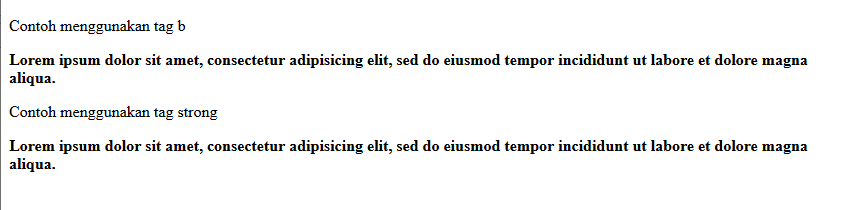 Contoh menggunakan tag b
Lorem ipsum dolor sit amet, consectetur adipisicing elit, sed do eiusmod tempor incididunt ut labore et dolore magna
aliqua.
Contoh menggunakan tag strong
Lorem ipsum dolor sit amet, consectetur adipisicing elit, sed do eiusmod tempor incididunt ut labore et dolore magna
aliqua.